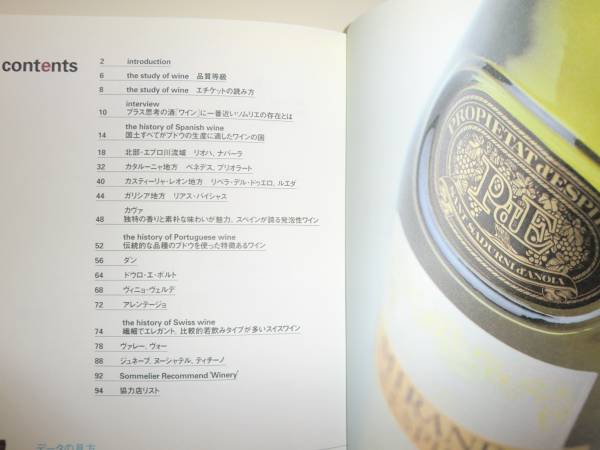 contents
2 introduction
6 the study of wine 品質等級
8 the study of wine エチケットの読み方
interview
10 プラス思考の酒「ワイン」に一番近いソムリエの存在とは
the history of Spanish wine
14 国土すべてがブドウの生産に適したワインの国
18 北部・エブロ川流域 リオハ、ナバーラ
32 カタルーニャ地方 ペネデス、プリオラート
40 カスティーリャ・レオン地方 リベラ・デル・ドゥエロ、ルエダ
44 ガリシア地方 リアス・バイシャス
カヴァ
48 独特の香りと素朴な味わいが魅力、スペインが誇る発泡性ワイン
the history of Portuguese wine
52 伝統的な品種のブドウを使った特徴あるワイン
56 ダン
64 ドウロ・エ・ポルト
68 ヴィニョ・ヴェルデ
72 アレンテージョ
the history of Swiss wine
74 繊細でエレガント、比較的若飲みタイプが多いスイスワイン
78 ヴァレー、ヴォー
88 ジュネーブ、ヌーシャテル、ティチーノ
92 Sommelier Recommend 'Winery'
94 協力店リスト
データの見方
PROPIETAT d'ESPI
PdE
SANT SADURNI d'ANOIA